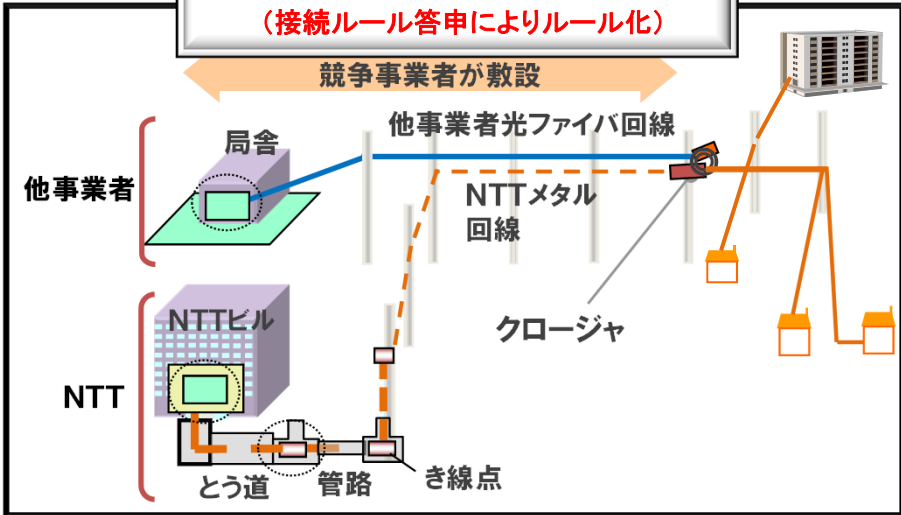 (接続ルール答申によりルール化)
競争事業者が敷設
他事業者光ファイバ回線
局舎
他事業者
NTTメタル
回線
クロージャ
NTTビル
NTT
とう道
管路
き線点